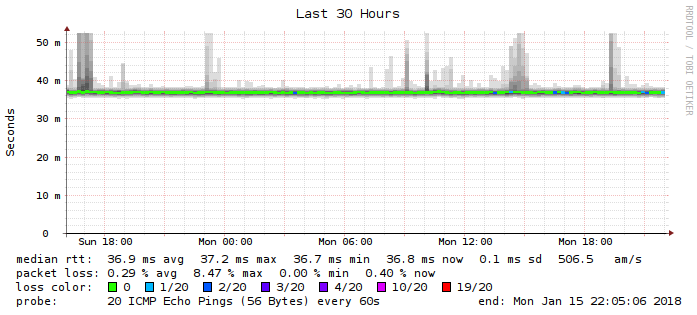 Last 30 Hours
RRDTOOL / TOBI OETIKER
Seconds
50 m
40 m
30 m
20 m
10 m
0
Sun 18:00 Mon 00:00 Mon 06:00 Mon 12:00 Mon 18:00
median rtt: 36.9 ms avg 37.2 ms max 36.7 ms min 36.8 ms now 0.1 ms sd 506.5 am/s
packet loss: 0.29 % avg 8.47 % max 0.00 % min 0.40 % now
loss color: 0 1/20 2/20 3/20 4/20 10/20 19/20
probe: 20 ICMP Echo Pings (56 Bytes) every 60s end: Mon Jan 15 22:05:06 2018